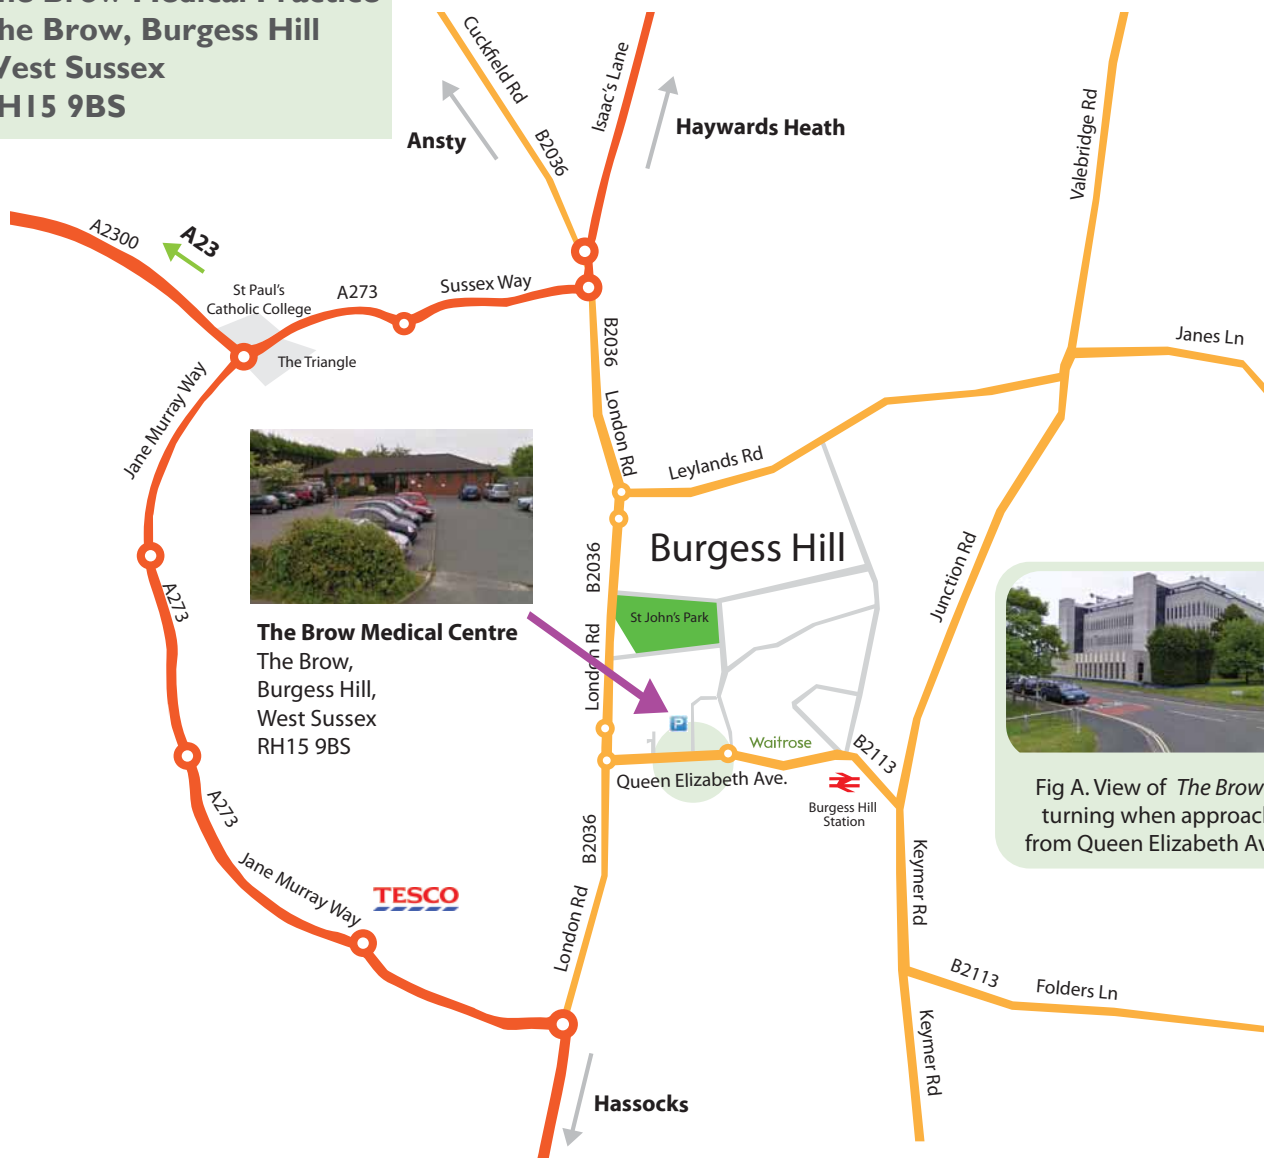 The Brow, Burgess Hill
West Sussex
RH15 9BS
Cuckfield Rd
B2036
Isaac's Lane
Ansty
Haywards Heath
Valebridge Rd
A2300
A23
St Paul's
Catholic College
A273
Sussex Way
The Triangle
Jane Murray Way
B2036
London Rd
Janes Ln
Leylands Rd
Burgess Hill
B2036
St John's Park
London Rd
Junction Rd
A273
The Brow Medical Centre
The Brow,
Burgess Hill,
West Sussex
RH15 9BS
P
Waitrose
B2113
Queen Elizabeth Ave.
Burgess Hill
Station
Fig A. View of The Brow
turning when approach
from Queen Elizabeth Av
A273
B2036
Jane Murray Way
TESCO
Keymer Rd
London Rd
B2113
Folders Ln
Keymer Rd
Hassocks